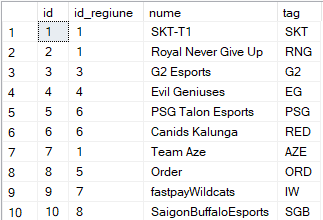 id id_regiune nume tag
1 1 1 SKT-T1 SKT
2 2 1 Royal Never Give Up RNG
3 3 3 G2 Esports G2
4 4 4 Evil Geniuses EG
5 5 6 PSG Talon Esports PSG
6 6 6 Canids Kalunga RED
7 7 1 Team Aze AZE
8 8 5 Order ORD
9 9 7 fastpayWildcats IW
10 10 8 SaigonBuffaloEsports SGB